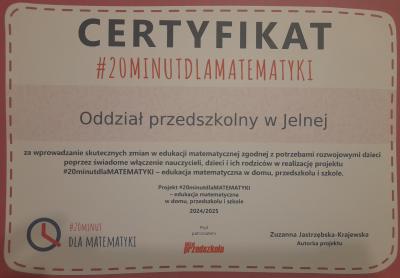 CERTYFIKAT
#20MINUTDLAMATEMATYKI
Oddział przedszkolny w Jelnej
za wprowadzanie skutecznych zmian w edukacji matematycznej zgodnej z potrzebami rozwojowymi dzieci
poprzez świadome włączenie nauczycieli, dzieci i ich rodziców w realizację projektu
#20minutdlaMATEMATYKI – edukacja matematyczna w domu, przedszkolu i szkole.
Projekt #20minutdlaMATEMATYKI
– edukacja matematyczna
w domu, przedszkolu i szkole
2024/2025
#20MINUT
DLA MATEMATYKI
Pod
patronatem
przedszkole
Zuzanna Jastrzębska-Krajewska
Autorka projektu